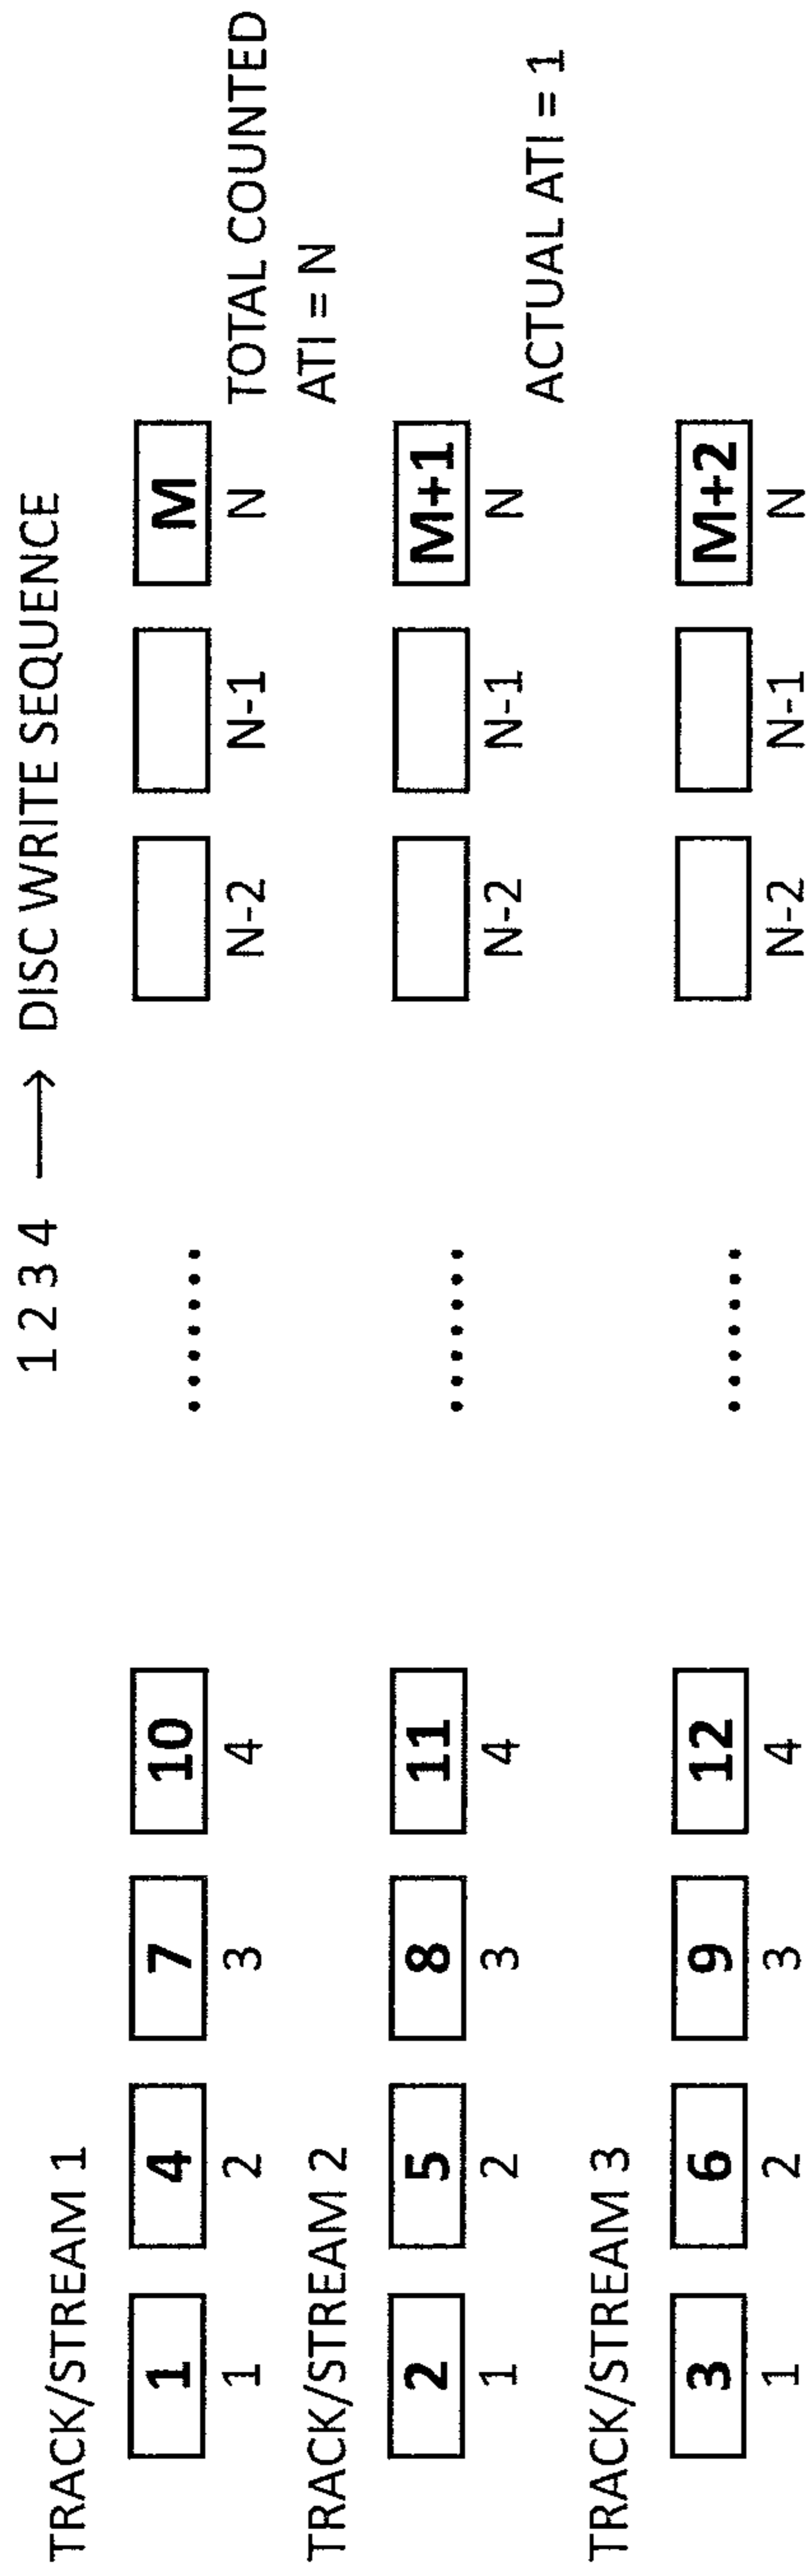 1 2 3 4 → DISC WRITE SEQUENCE
TRACK/STREAM 1
1 4 7 10 ....... M
1 2 3 4 N-2 N-1 N
TOTAL COUNTED
ATI = N
TRACK/STREAM 2
2 5 8 11 ....... M+1
1 2 3 4 N-2 N-1 N
ACTUAL ATI = 1
TRACK/STREAM 3
3 6 9 12 ....... M+2
1 2 3 4 N-2 N-1 N